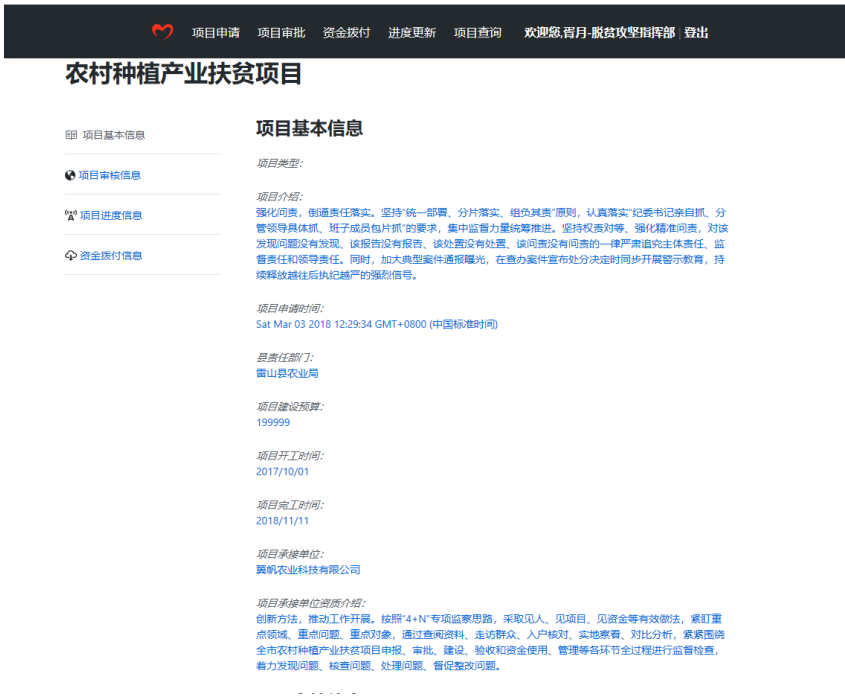 项目申请 项目审批 资金拨付 进度更新 项目查询 欢迎您,胥月-脱贫攻坚指挥部 登出
农村种植产业扶贫项目
项目基本信息
项目审核信息
项目进度信息
资金拨付信息
项目基本信息
项目类型:
项目介绍:
强化问责，倒逼责任落实。坚持“统一部署、分片落实、组负其责”原则，认真落实“纪委书记亲自抓、分
管领导具体抓、班子成员包片抓”的要求，集中监督力量统筹推进。坚持权责对等、强化精准问责，对该
发现问题没有发现、该报告没有报告、该处置没有处置、该问责没有问责的一律严肃追究主体责任、监
督责任和领导责任。同时，加大典型案件通报曝光，在查办案件宣布处分决定时同步开展警示教育，持
续释放越往后执纪越严的强烈信号。
项目申请时间:
Sat Mar 03 2018 12:29:34 GMT+0800 (中国标准时间)
县责任部门:
雷山县农业局
项目建设预算:
199999
项目开工时间:
2017/10/01
项目完工时间:
2018/11/11
项目承接单位:
翼帆农业科技有限公司
项目承接单位资质介绍:
创新方法，推动工作开展。按照“4+N”专项监察思路，采取见人、见项目、见资金等有效做法，紧盯重
点领域、重点问题、重点对象，通过查阅资料、走访群众、入户核对、实地察看、对比分析，紧紧围绕
全市农村种植产业扶贫项目申报、审批、建设、验收和资金使用、管理等各环节全过程进行监督检查，
着力发现问题、核查问题、处理问题、督促整改问题。